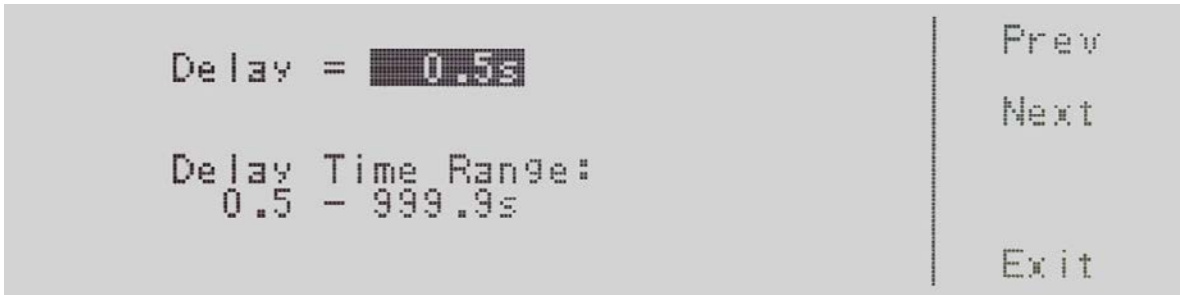 Delay = 0.5s
Delay Time Range:
0.5 - 999.9s
Prev
Next
Exit